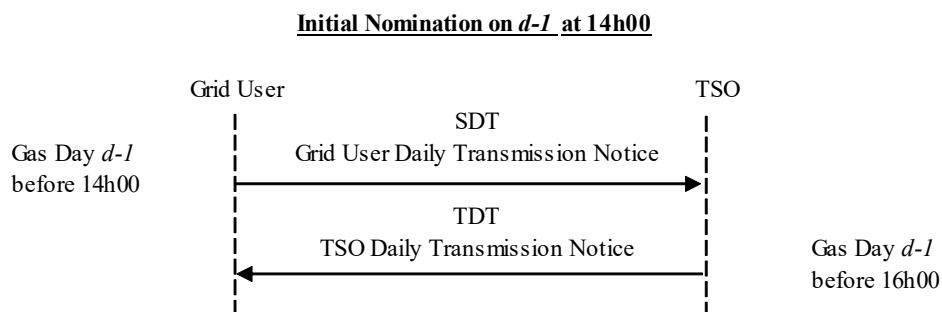 Initial Nomination on d-1 at 14h00
Grid User
TSO
SDT
Gas Day d-1
before 14h00
Grid User Daily Transmission Notice
TDT
TSO Daily Transmission Notice
Gas Day d-1
before 16h00